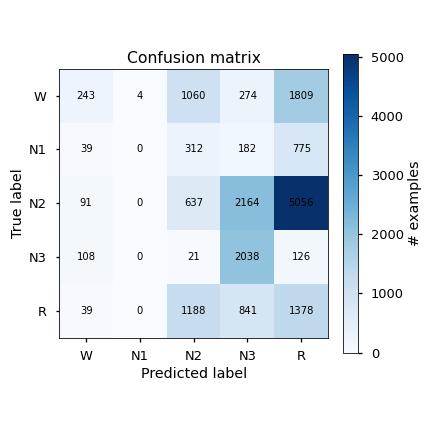 Confusion matrix
W 243 4 1060 274 1809
N1 39 0 312 182 775
N2 91 0 637 2164 5056
N3 108 0 21 2038 126
R 39 0 1188 841 1378
W N1 N2 N3 R
Predicted label
True label
5000
4000
3000
2000
1000
0
# examples